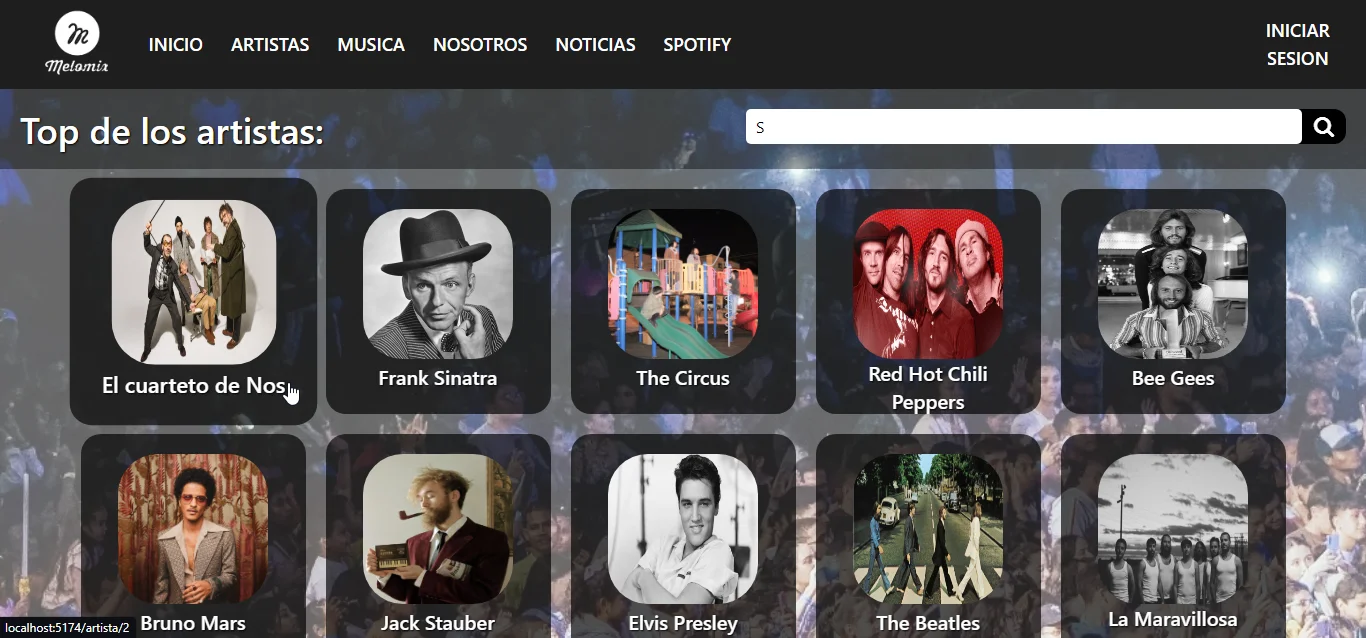 Melomix
INICIO ARTISTAS MUSICA NOSOTROS NOTICIAS SPOTIFY
INICIAR
SESION
Top de los artistas:
S
El cuarteto de Nos
Frank Sinatra
The Circus
Red Hot Chili
Peppers
Bee Gees
Bruno Mars
Jack Stauber
Elvis Presley
The Beatles
La Maravillosa
localhost:5174/artista/2